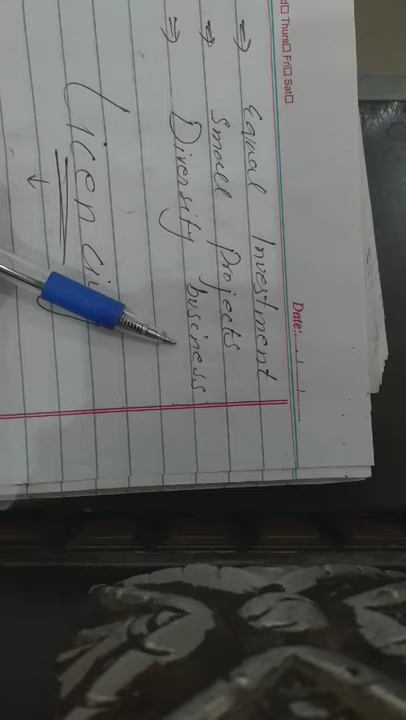 Thurs□ Fri□ Sat□
Date:
⇒ Equal Investment
⇒ Small Projects
⇒ Diversify business